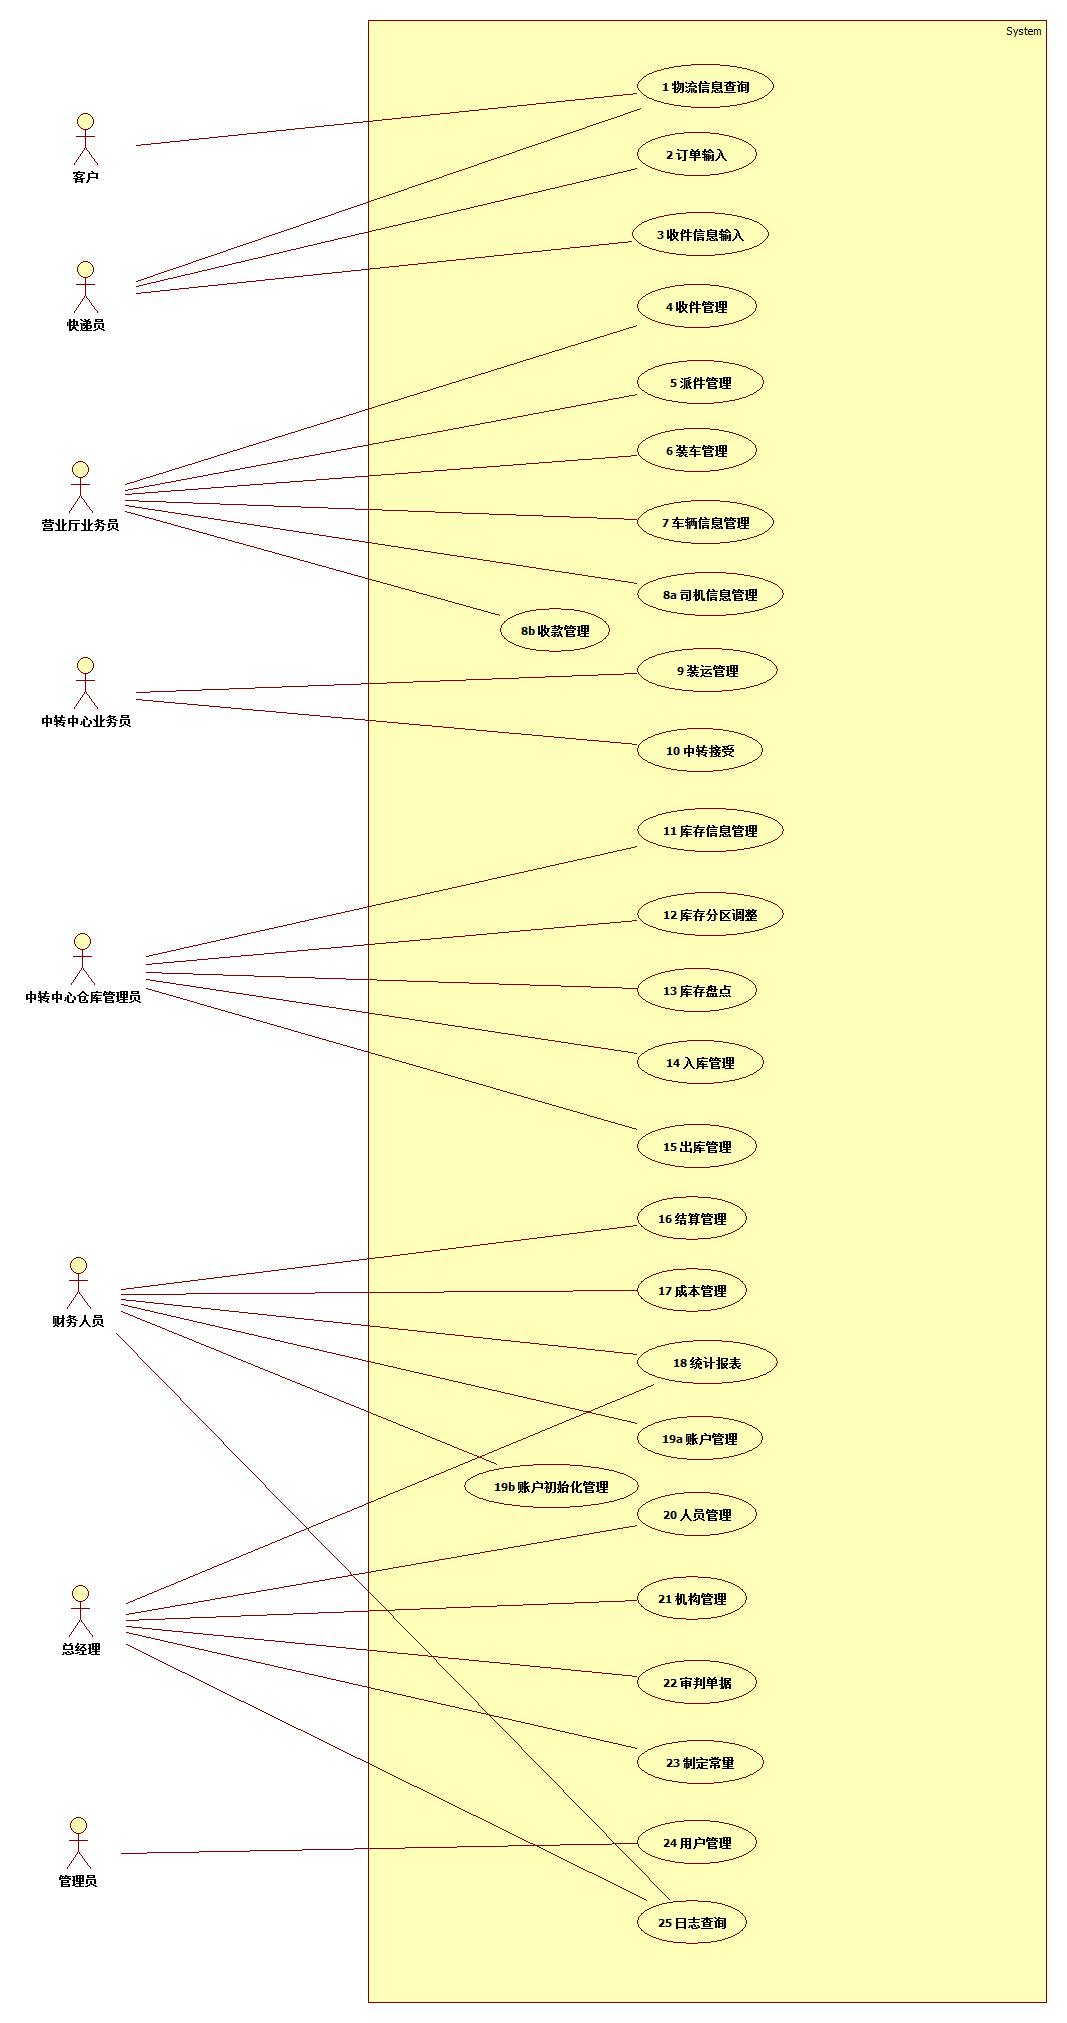 System
1 物流信息查询
客户
2 订单输入
3 收件信息输入
快递员
4 收件管理
5 派件管理
6 装车管理
营业厅业务员
7 车辆信息管理
8a 司机信息管理
8b 收款管理
9 装运管理
中转中心业务员
10 中转接受
11 库存信息管理
12 库存分区调整
13 库存盘点
中转中心仓库管理员
14 入库管理
15 出库管理
16 结算管理
17 成本管理
财务人员
18 统计报表
19a 账户管理
19b 账户初始化管理
20 人员管理
21 机构管理
总经理
22 审判单据
23 制定常量
24 用户管理
管理员
25 日志查询